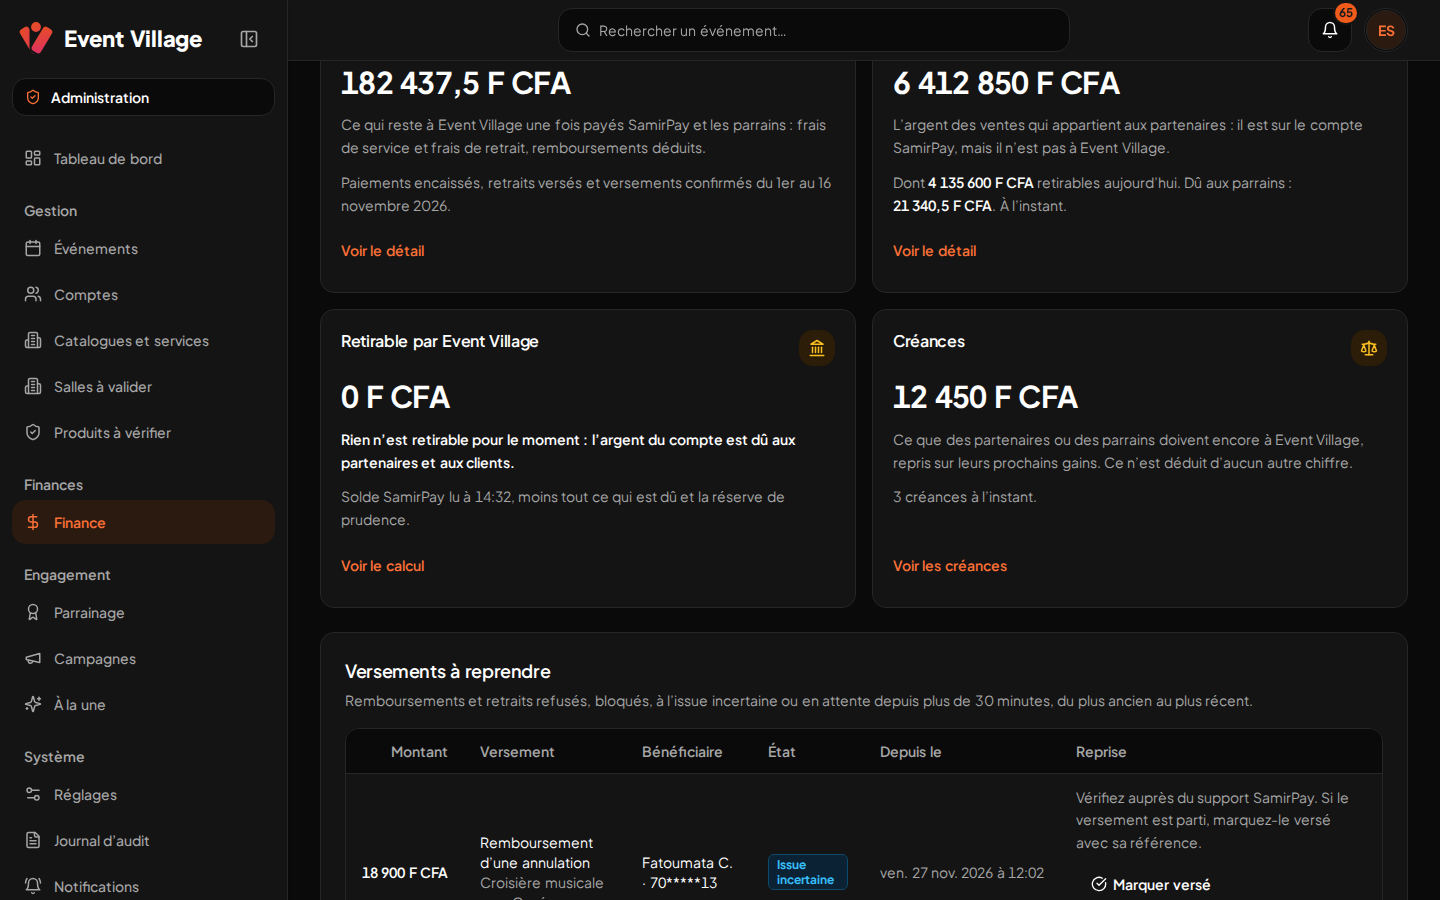 Event Village
Rechercher un événement...
65
ES
Administration
Tableau de bord
Gestion
Événements
Comptes
Catalogues et services
Salles à valider
Produits à vérifier
Finances
Finance
Engagement
Parrainage
Campagnes
À la une
Système
Réglages
Journal d'audit
Notifications
182 437,5 F CFA
Ce qui reste à Event Village une fois payés SamirPay et les parrains : frais
de service et frais de retrait, remboursements déduits.
Paiements encaissés, retraits versés et versements confirmés du 1er au 16
novembre 2026.
Voir le détail
6 412 850 F CFA
L'argent des ventes qui appartient aux partenaires : il est sur le compte
SamirPay, mais il n'est pas à Event Village.
Dont 4 135 600 F CFA retirables aujourd'hui. Dû aux parrains :
21 340,5 F CFA. À l'instant.
Voir le détail
Retirable par Event Village
0 F CFA
Rien n'est retirable pour le moment : l'argent du compte est dû aux
partenaires et aux clients.
Solde SamirPay lu à 14:32, moins tout ce qui est dû et la réserve de
prudence.
Voir le calcul
Créances
12 450 F CFA
Ce que des partenaires ou des parrains doivent encore à Event Village,
repris sur leurs prochains gains. Ce n'est déduit d'aucun autre chiffre.
3 créances à l'instant.
Voir les créances
Versements à reprendre
Remboursements et retraits refusés, bloqués, à l'issue incertaine ou en attente depuis plus de 30 minutes, du plus ancien au plus récent.
Montant Versement Bénéficiaire État Depuis le Reprise
18 900 F CFA
Remboursement
d'une annulation
Croisière musicale
Fatoumata C.
· 70*****13
Issue
incertaine
ven. 27 nov. 2026 à 12:02
Vérifiez auprès du support SamirPay. Si le
versement est parti, marquez-le versé
avec sa référence.
Marquer versé